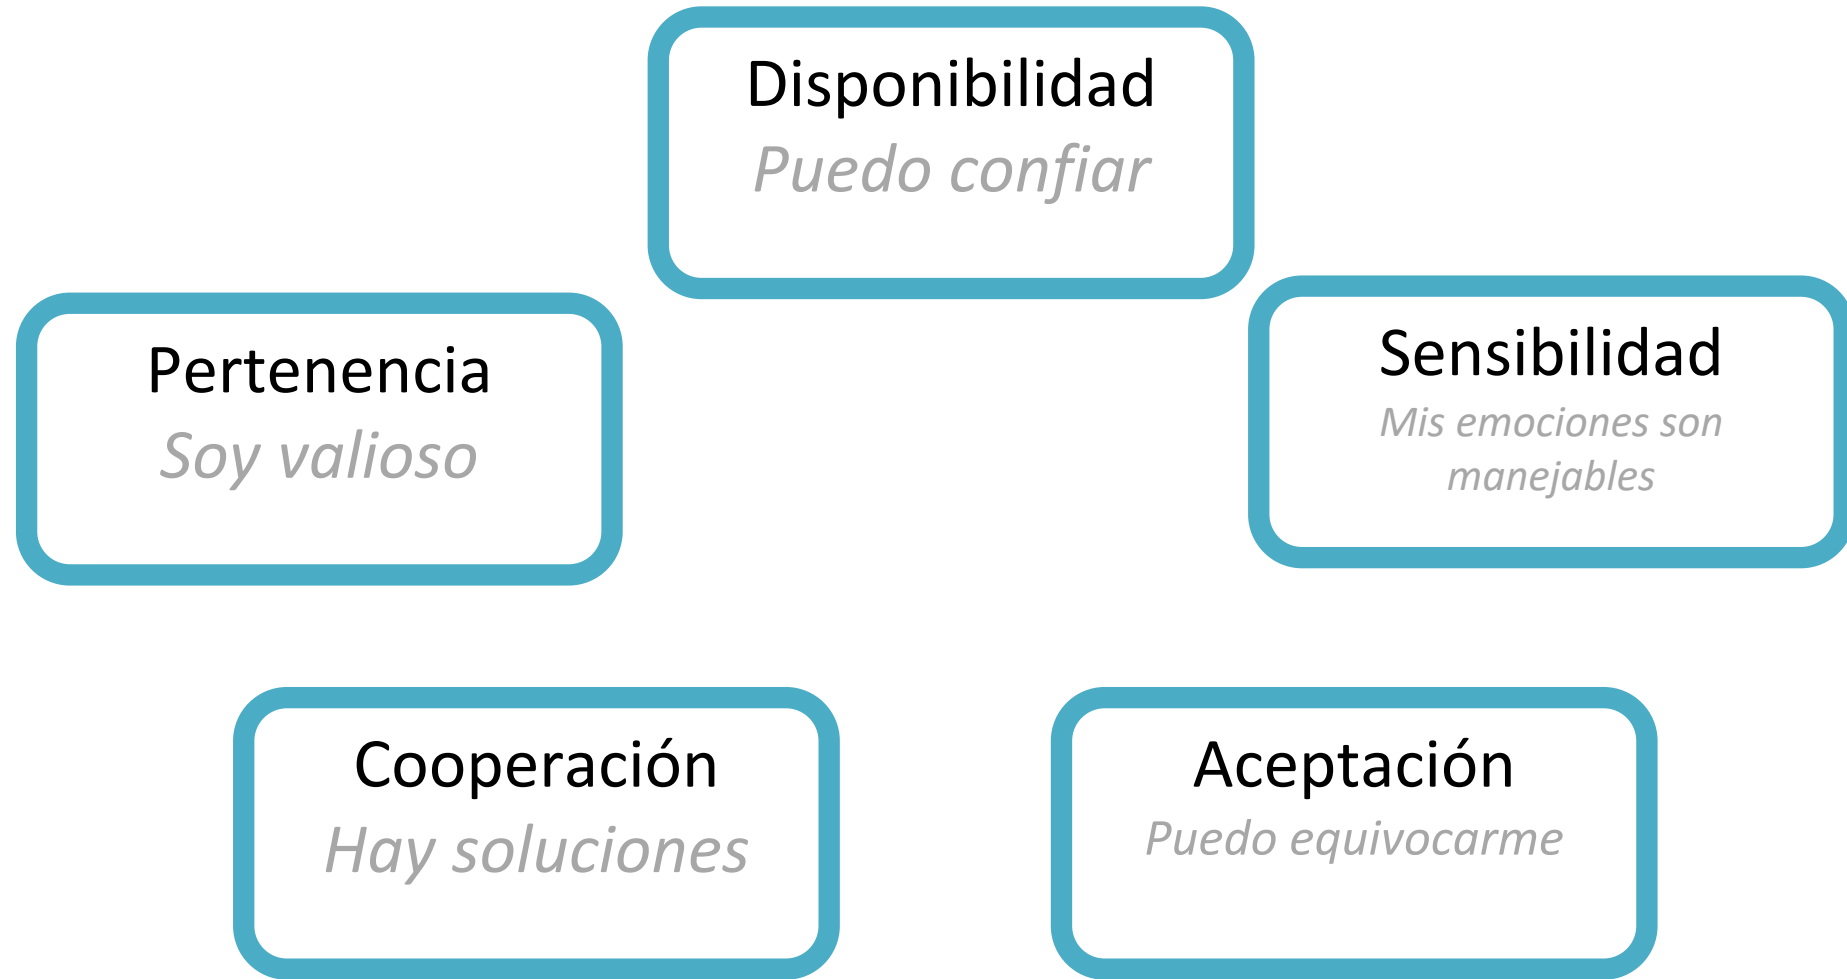 Disponibilidad
Puedo confiar
Pertenencia
Soy valioso
Sensibilidad
Mis emociones son
manejables
Cooperación
Hay soluciones
Aceptación
Puedo equivocarme